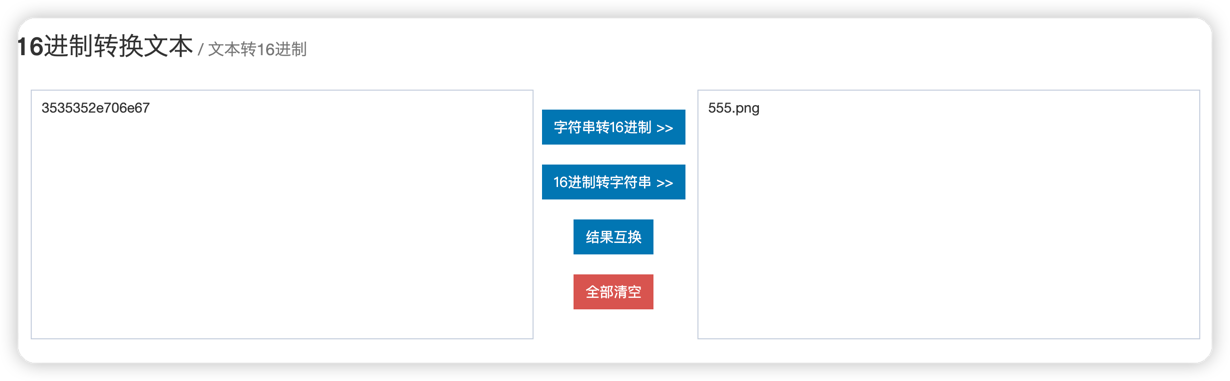 16进制转换文本 / 文本转16进制
3535352e706e67
字符串转16进制 >>
16进制转字符串 >>
结果互换
全部清空
555.png